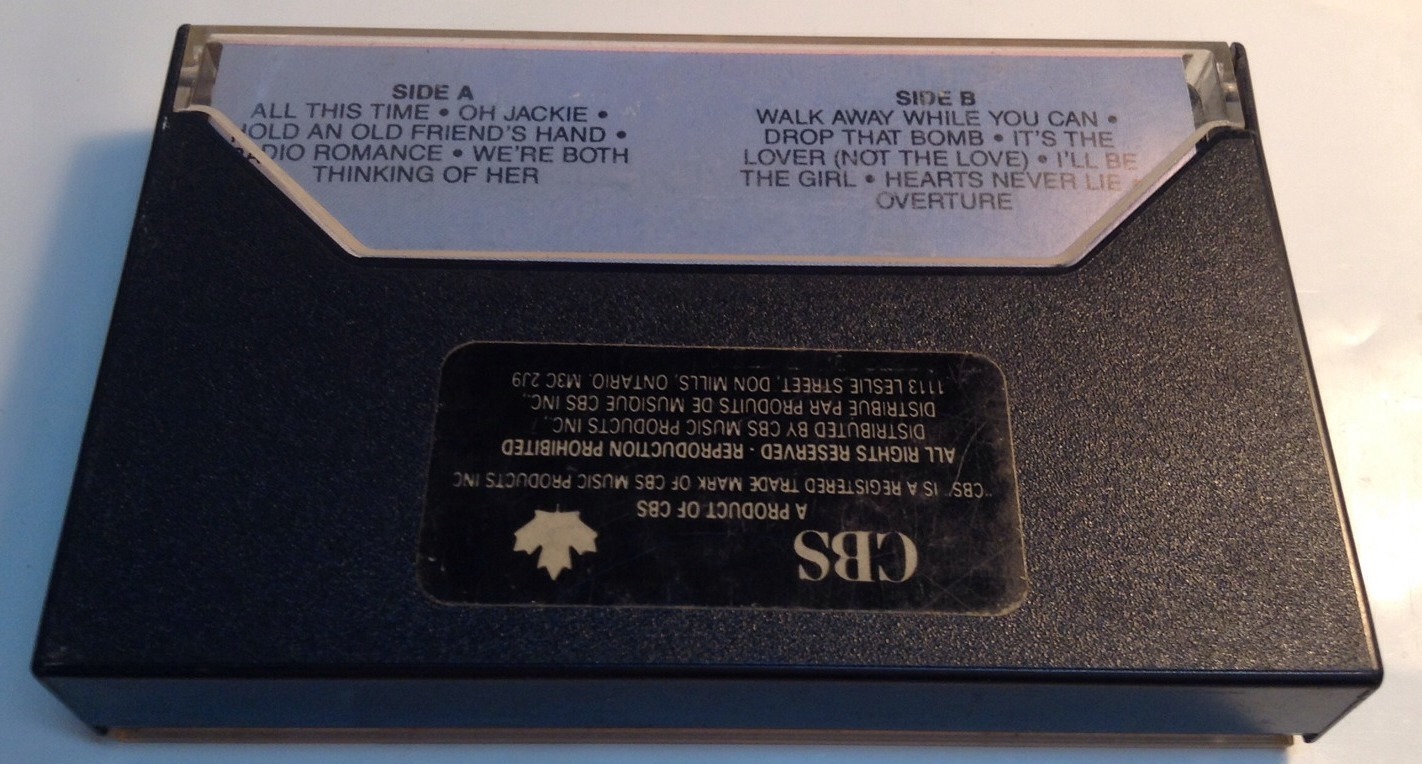 SIDE A
ALL THIS TIME • OH JACKIE •
HOLD AN OLD FRIEND'S HAND •
RADIO ROMANCE • WE'RE BOTH
THINKING OF HER
SIDE B
WALK AWAY WHILE YOU CAN •
DROP THAT BOMB • IT'S THE
LOVER (NOT THE LOVE) • I'LL BE
THE GIRL • HEARTS NEVER LIE •
OVERTURE
CBS
A PRODUCT OF CBS
"CBS" IS A REGISTERED TRADE MARK OF CBS MUSIC PRODUCTS INC
ALL RIGHTS RESERVED - REPRODUCTION PROHIBITED
DISTRIBUTED BY CBS MUSIC PRODUCTS INC.,
DISTRIBUE PAR PRODUITS DE MUSIQUE CBS INC.,
1113 LESLIE STREET, DON MILLS, ONTARIO. M3C 2J9